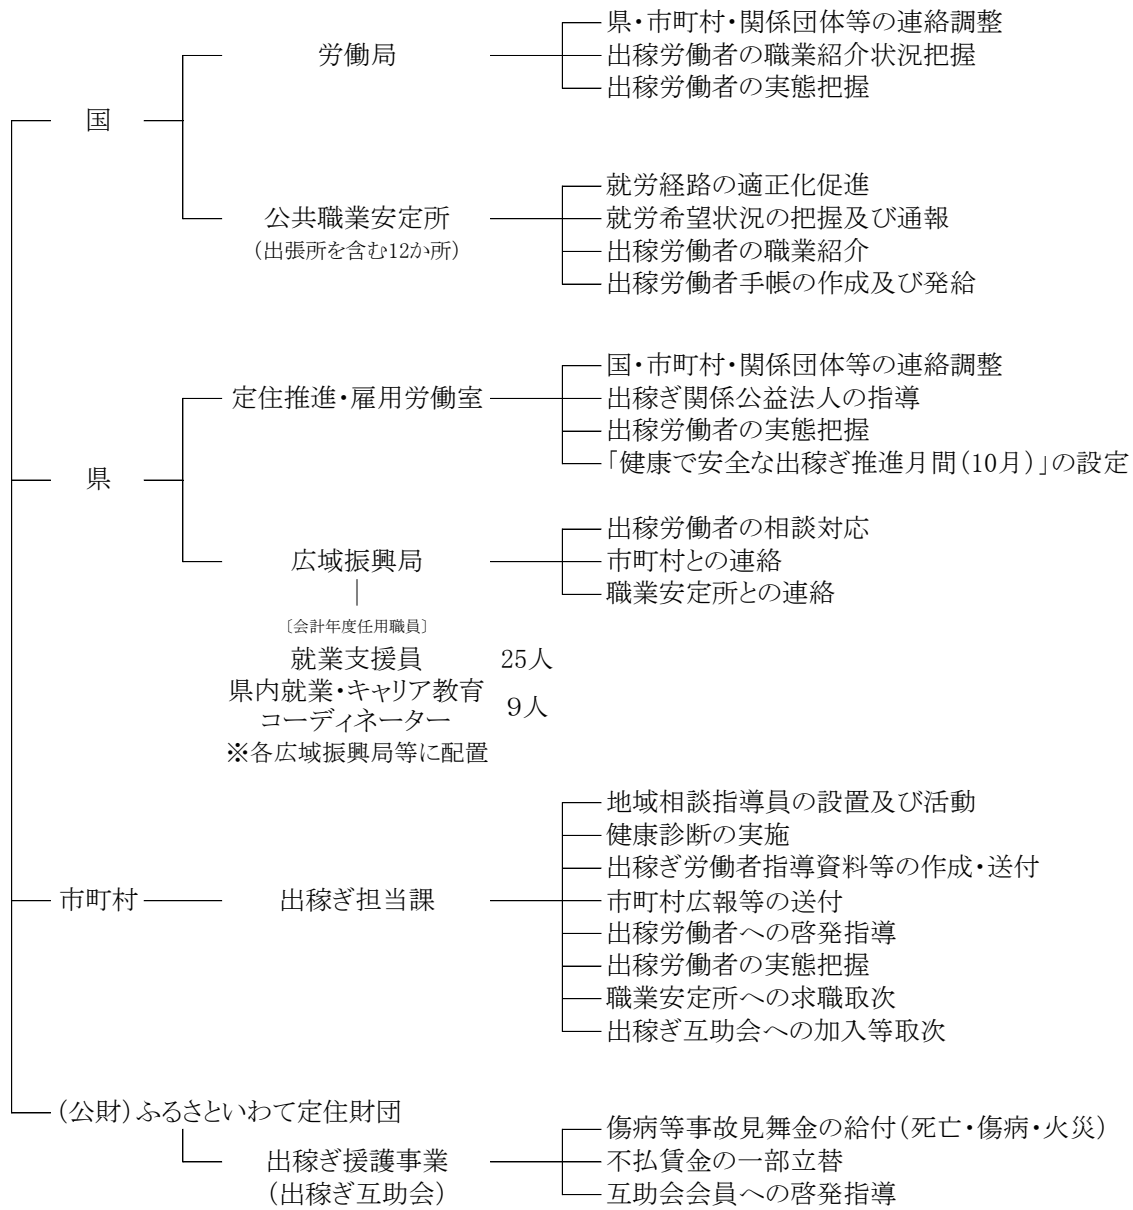 国
労働局
県・市町村・関係団体等の連絡調整
出稼労働者の職業紹介状況把握
出稼労働者の実態把握
公共職業安定所
（出張所を含む12か所）
就労経路の適正化促進
就労希望状況の把握及び通報
出稼労働者の職業紹介
出稼労働者手帳の作成及び発給
県
定住推進・雇用労働室
国・市町村・関係団体等の連絡調整
出稼ぎ関係公益法人の指導
出稼労働者の実態把握
「健康で安全な出稼ぎ推進月間（10月）」の設定
広域振興局
出稼労働者の相談対応
市町村との連絡
職業安定所との連絡
〔会計年度任用職員〕
就業支援員 25人
県内就業・キャリア教育
コーディネーター
9人
※各広域振興局等に配置
市町村
出稼ぎ担当課
地域相談指導員の設置及び活動
健康診断の実施
出稼ぎ労働者指導資料等の作成・送付
市町村広報等の送付
出稼労働者への啓発指導
出稼労働者の実態把握
職業安定所への求職取次
出稼ぎ互助会への加入等取次
（公財）ふるさといわて定住財団
出稼ぎ援護事業
（出稼ぎ互助会）
傷病等事故見舞金の給付（死亡・傷病・火災）
不払賃金の一部立替
互助会会員への啓発指導